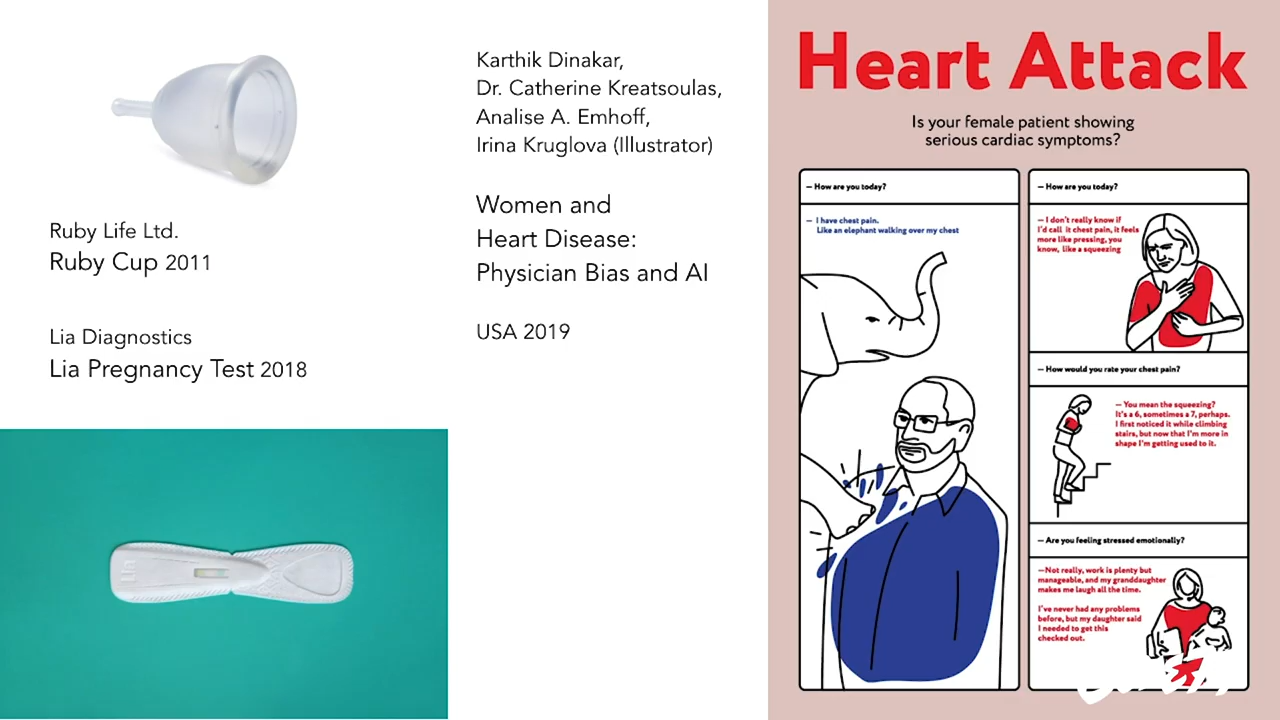 Ruby Life Ltd.
Ruby Cup 2011
Lia Diagnostics
Lia Pregnancy Test 2018
Lia
Karthik Dinakar,
Dr. Catherine Kreatsoulas,
Analise A. Emhoff,
Irina Kruglova (Illustrator)
Women and
Heart Disease:
Physician Bias and AI
USA 2019
Heart Attack
Is your female patient showing
serious cardiac symptoms?
— How are you today?
— I have chest pain.
Like an elephant walking over my chest
— How are you today?
— I don't really know if
I'd call it chest pain, it feels
more like pressing, you
know, like a squeezing
— How would you rate your chest pain?
— You mean the squeezing?
It's a 6, sometimes a 7, perhaps.
I first noticed it while climbing
stairs, but now that I'm more in
shape I'm getting used to it.
— Are you feeling stressed emotionally?
—Not really, work is plenty but
manageable, and my granddaughter
makes me laugh all the time.
I've never had any problems
before, but my daughter said
I needed to get this
checked out.